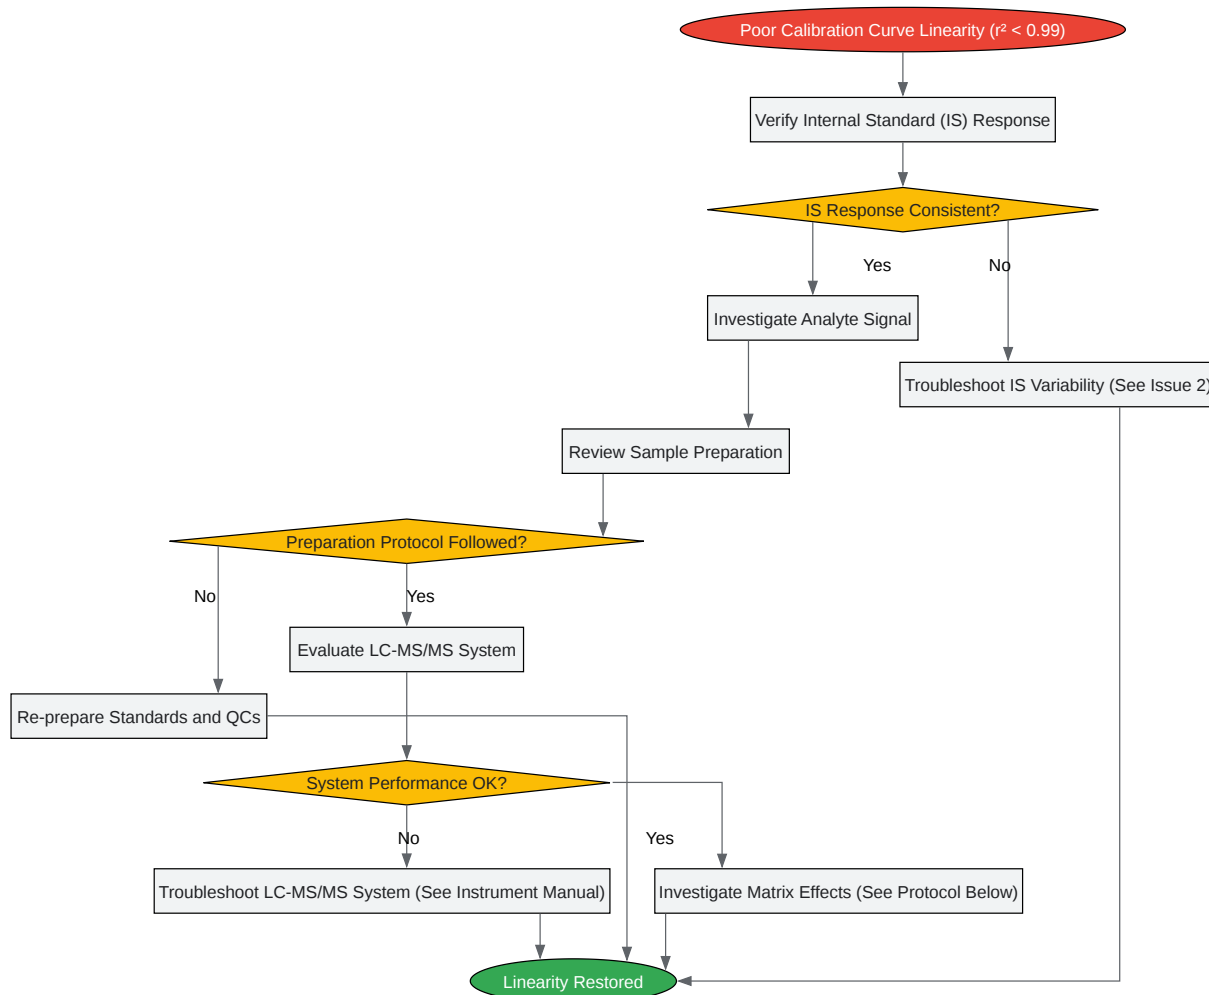 Poor Calibration Curve Linearity (r² < 0.99)
Verify Internal Standard (IS) Response
IS Response Consistent?
Yes
No
Investigate Analyte Signal
Troubleshoot IS Variability (See Issue 2)
Review Sample Preparation
Preparation Protocol Followed?
No
Yes
Evaluate LC-MS/MS System
Re-prepare Standards and QCs
System Performance OK?
No
Yes
Troubleshoot LC-MS/MS System (See Instrument Manual)
Investigate Matrix Effects (See Protocol Below)
Linearity Restored